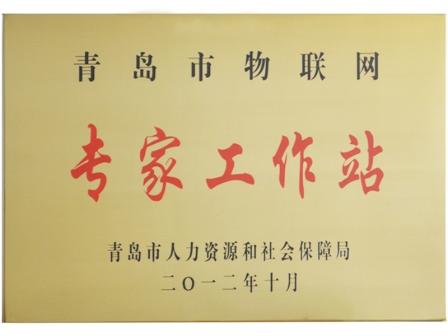 青岛市物联网
专家工作站
青岛市人力资源和社会保障局
二〇一二年十月